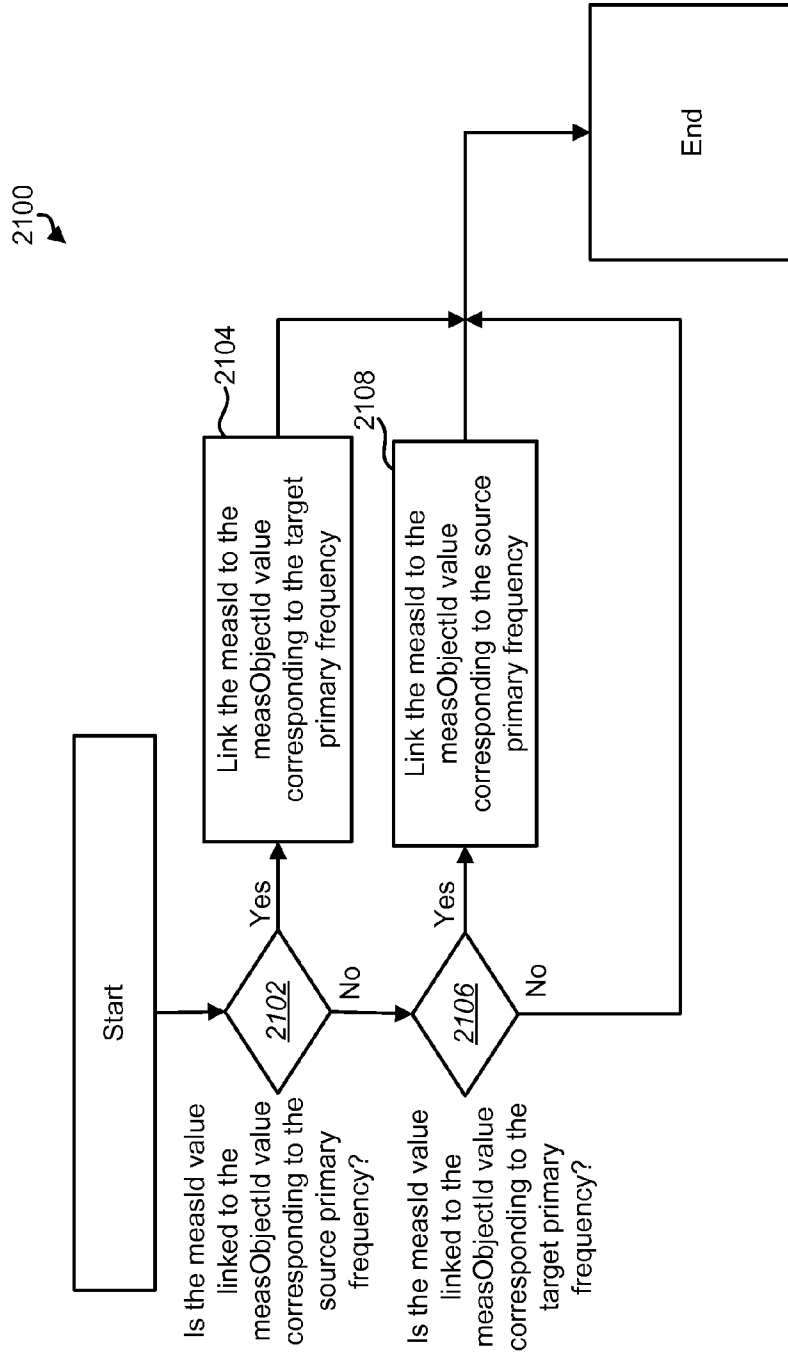 2100
Start
Is the measId value
linked to the
measObjectId value
corresponding to the
source primary
frequency?
2102
Yes
No
Link the measId to the
measObjectId value
corresponding to the target
primary frequency
2104
Is the measId value
linked to the
measObjectId value
corresponding to the
target primary
frequency?
2106
Yes
No
Link the measId to the
measObjectId value
corresponding to the source
primary frequency
2108
End